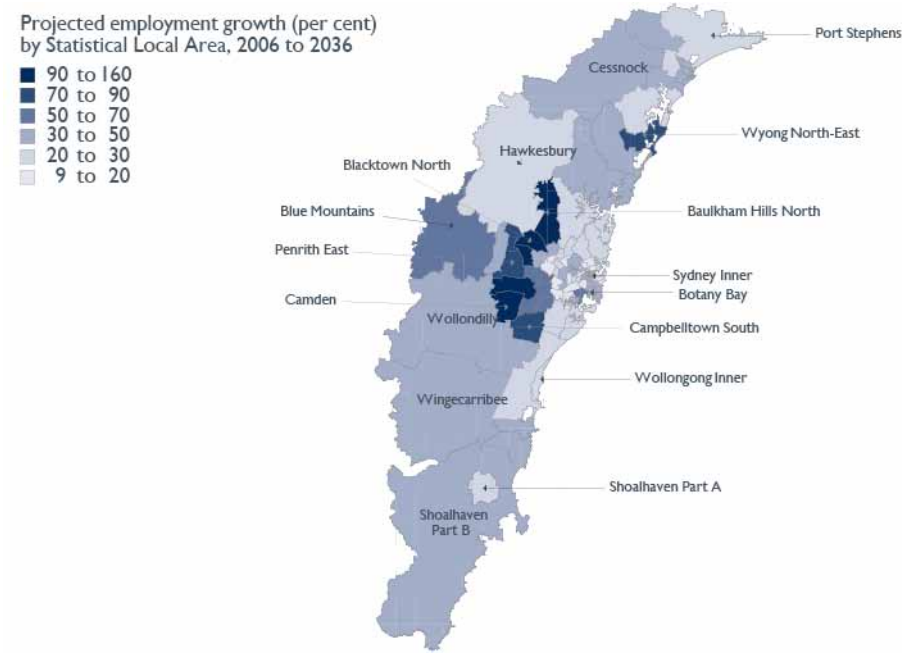 Projected employment growth (per cent)
by Statistical Local Area, 2006 to 2036
90 to 160
70 to 90
50 to 70
30 to 50
20 to 30
9 to 20
Port Stephens
Cessnock
Wyong North-East
Hawkesbury
Blacktown North
Blue Mountains
Baulkham Hills North
Penrith East
Sydney Inner
Botany Bay
Camden
Wollondilly
Campbelltown South
Wollongong Inner
Wingecarribee
Shoalhaven Part A
Shoalhaven
Part B